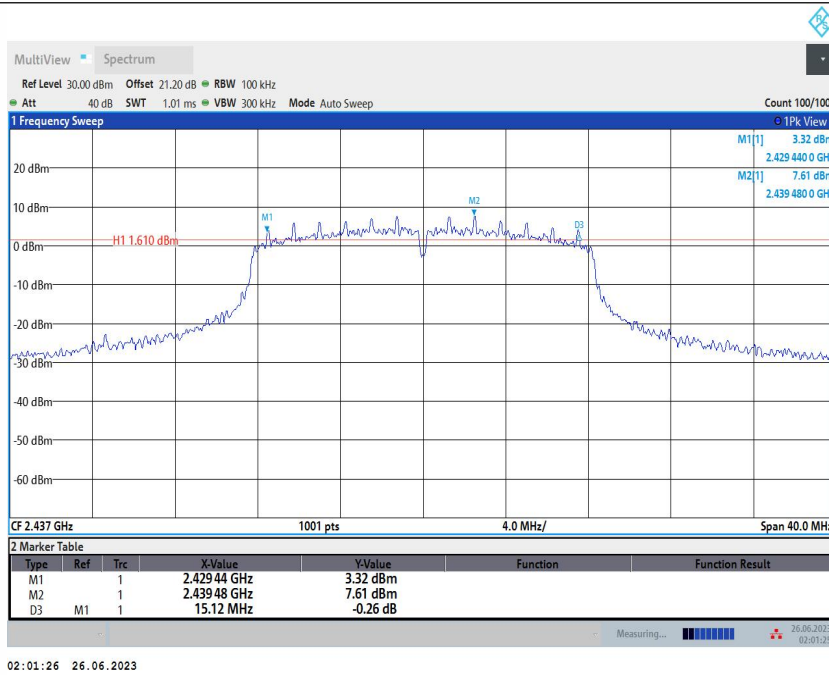 R&S
MultiView Spectrum
Ref Level 30.00 dBm Offset 21.20 dB RBW 100 kHz
Att 40 dB SWT 1.01 ms VBW 300 kHz Mode Auto Sweep Count 100/100
1 Frequency Sweep 1Pk View
M1[1] 3.32 dBm
2.429 440 0 GH
M2[1] 7.61 dBm
2.439 480 0 GH
20 dBm
10 dBm
M1 M2 D3
H1 1.610 dBm
0 dBm
-10 dBm
-20 dBm
-30 dBm
-40 dBm
-50 dBm
-60 dBm
CF 2.437 GHz 1001 pts 4.0 MHz/ Span 40.0 MHz
2 Marker Table
Type Ref Trc X-Value Y-Value Function Function Result
M1 1 2.429 44 GHz 3.32 dBm
M2 1 2.439 48 GHz 7.61 dBm
D3 M1 1 15.12 MHz -0.26 dB
Measuring... 26.06.2023
02:01:25
02:01:26 26.06.2023